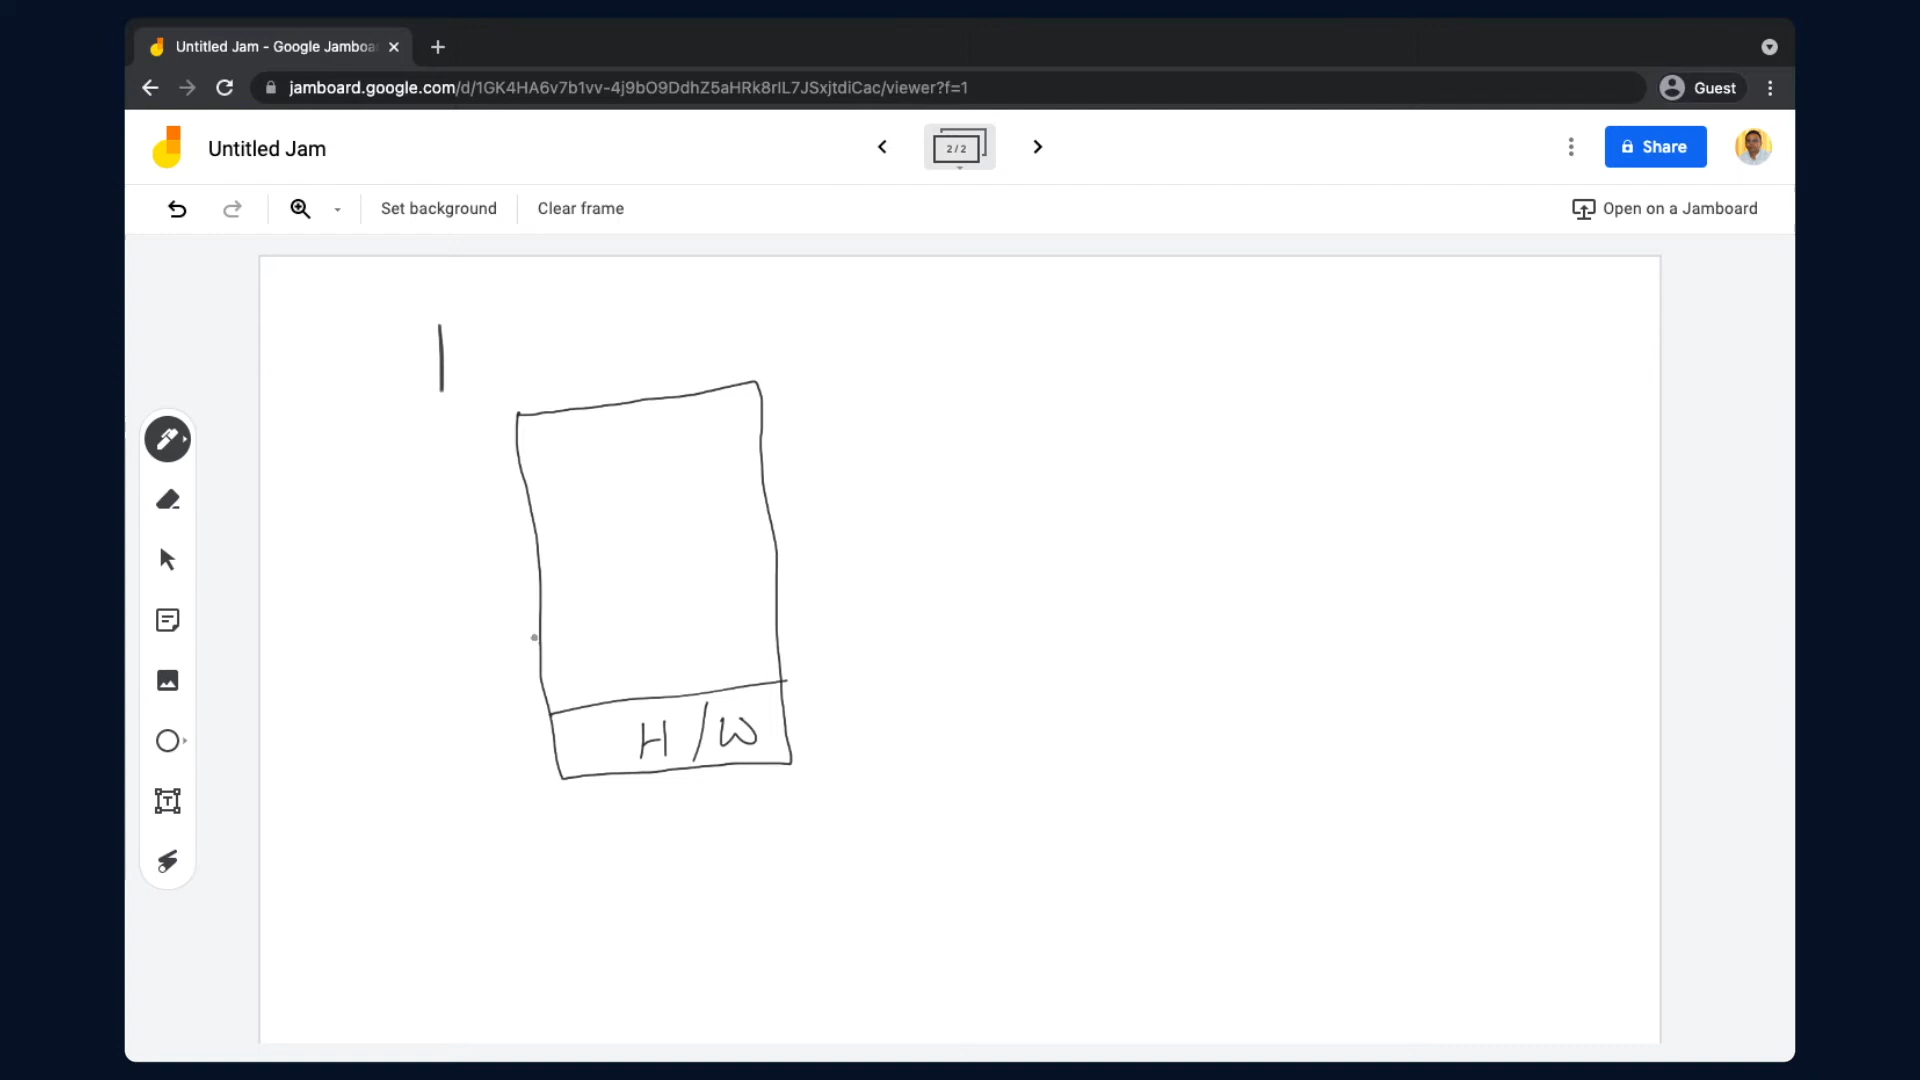 Untitled Jam - Google Jamboa
jamboard.google.com/d/1GK4HA6v7b1vv-4j9bO9DdhZ5aHRk8rIL7JSxjtdiCac/viewer?f=1
Guest
Untitled Jam
2/2
Share
Set background
Clear frame
Open on a Jamboard
H/W